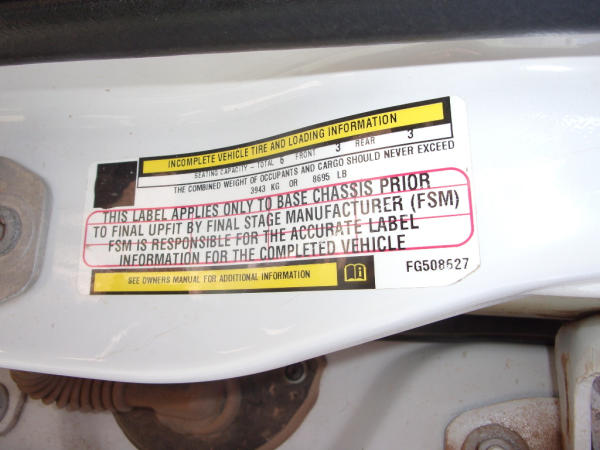 INCOMPLETE VEHICLE TIRE AND LOADING INFORMATION
SEATING CAPACITY - TOTAL 6 FRONT 3 REAR 3
THE COMBINED WEIGHT OF OCCUPANTS AND CARGO SHOULD NEVER EXCEED
3943 KG OR 8695 LB
THIS LABEL APPLIES ONLY TO BASE CHASSIS PRIOR
TO FINAL UPFIT BY FINAL STAGE MANUFACTURER (FSM)
FSM IS RESPONSIBLE FOR THE ACCURATE LABEL
INFORMATION FOR THE COMPLETED VEHICLE
SEE OWNERS MANUAL FOR ADDITIONAL INFORMATION
FG508627